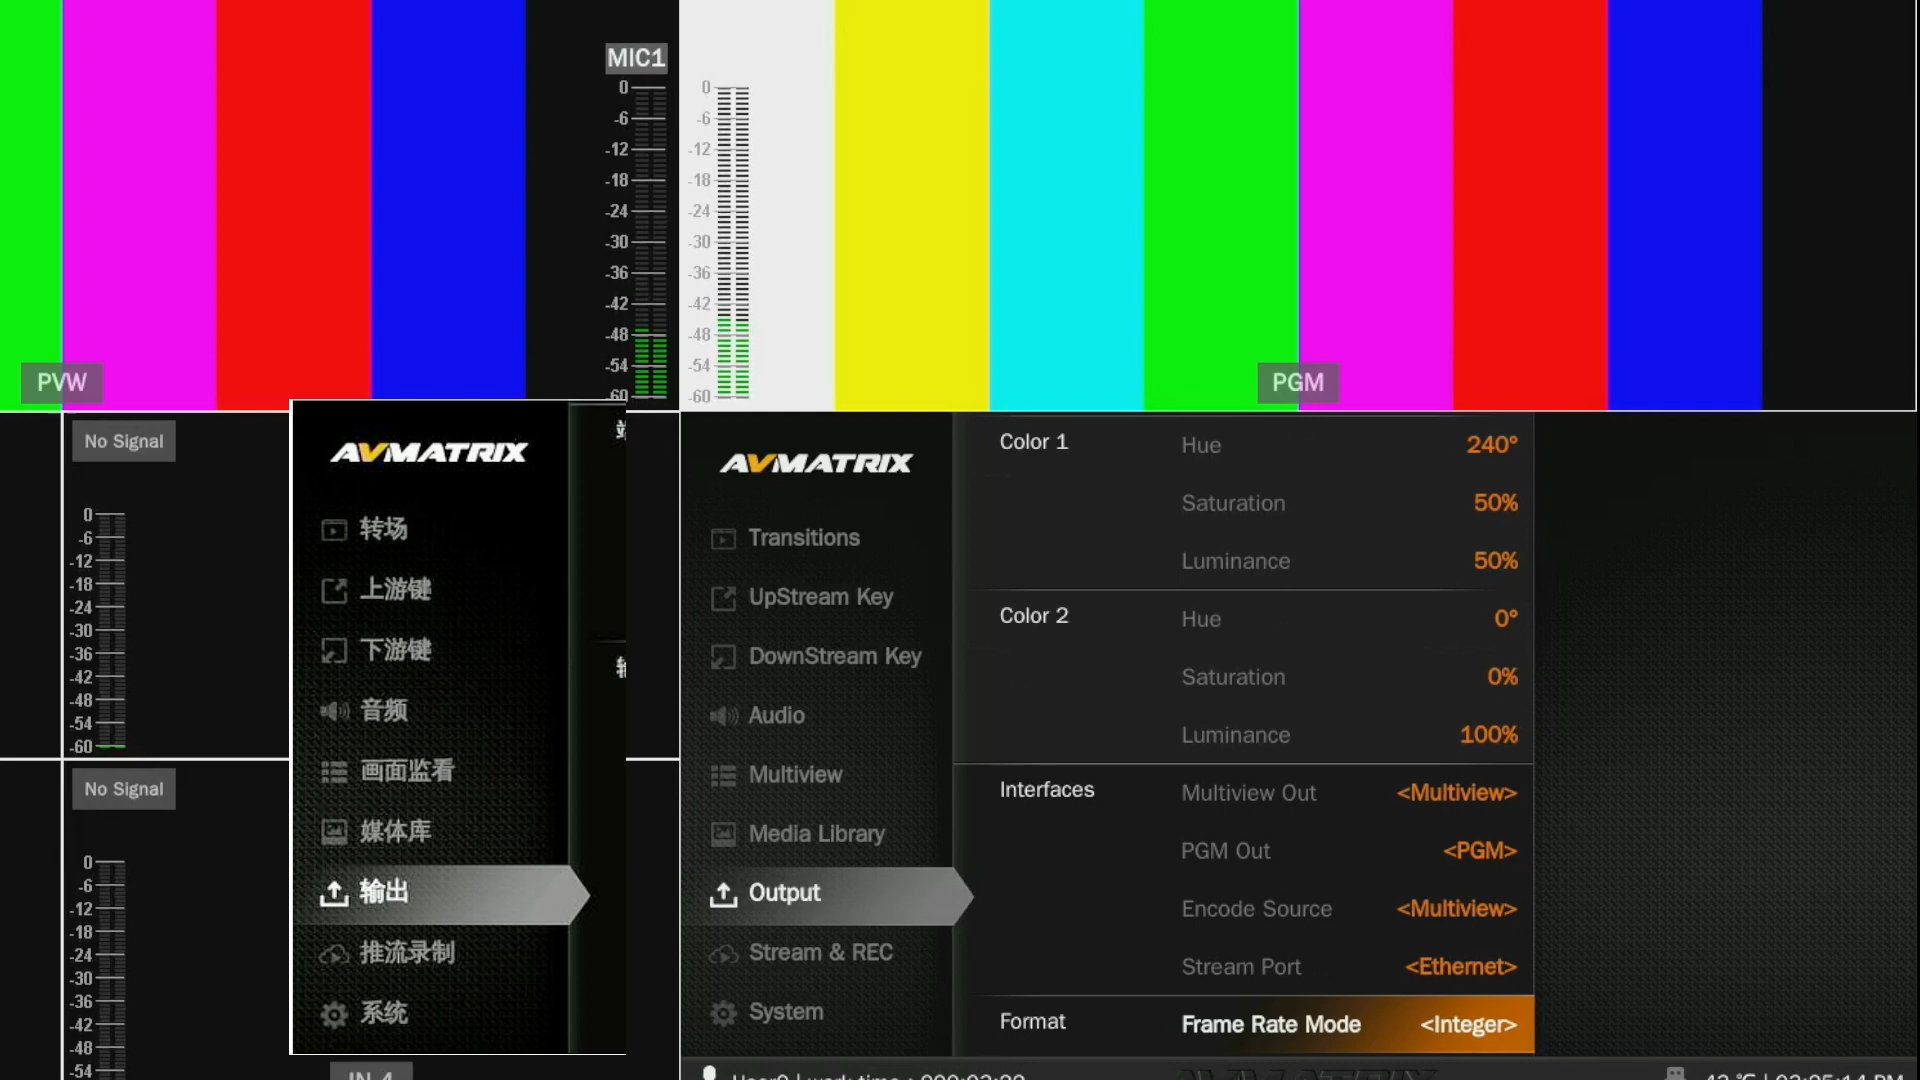 MIC1
0
-6
-12
-18
-24
-30
-36
-42
-48
-54
-60
0
-6
-12
-18
-24
-30
-36
-42
-48
-54
-60
PVW
PGM
No Signal
0
-6
-12
-18
-24
-30
-36
-42
-48
-54
-60
No Signal
0
-6
-12
-18
-24
-30
-36
-42
-48
-54
AVMATRIX
转场
上游键
下游键
音频
画面监看
媒体库
输出
推流录制
系统
IN 4
AVMATRIX
Transitions
UpStream Key
DownStream Key
Audio
Multiview
Media Library
Output
Stream & REC
System
Color 1 Hue 240°
Saturation 50%
Luminance 50%
Color 2 Hue 0°
Saturation 0%
Luminance 100%
Interfaces Multiview Out <Multiview>
PGM Out <PGM>
Encode Source <Multiview>
Stream Port <Ethernet>
Format Frame Rate Mode <Integer>